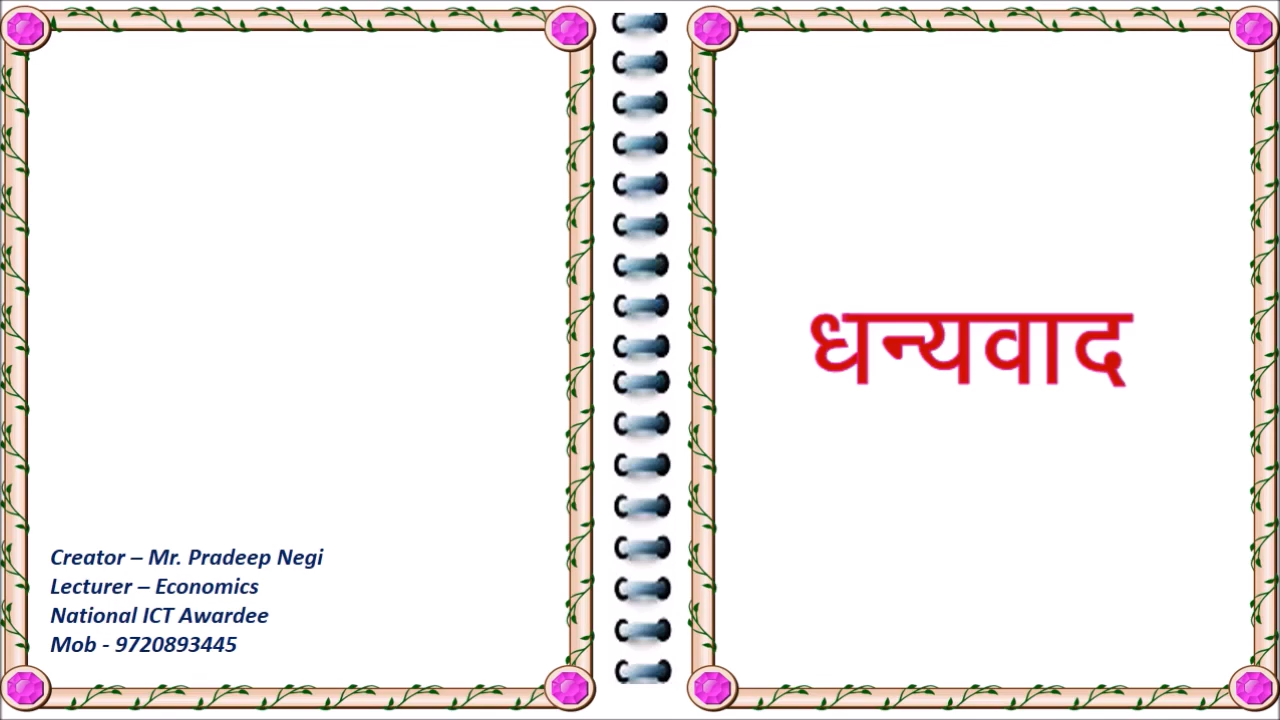 Creator – Mr. Pradeep Negi
Lecturer – Economics
National ICT Awardee
Mob - 9720893445
धन्यवाद